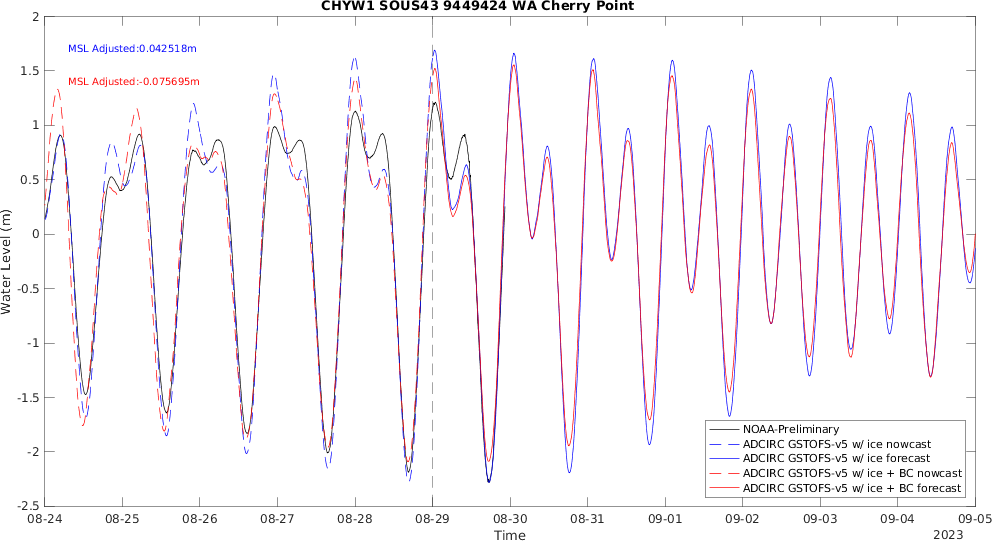 CHYW1 SOUS43 9449424 WA Cherry Point
MSL Adjusted:0.042518m
MSL Adjusted:-0.075695m
Water Level (m)
2
1.5
1
0.5
0
-0.5
-1
-1.5
-2
-2.5
NOAA-Preliminary
ADCIRC GSTOFS-v5 w/ ice nowcast
ADCIRC GSTOFS-v5 w/ ice forecast
ADCIRC GSTOFS-v5 w/ ice + BC nowcast
ADCIRC GSTOFS-v5 w/ ice + BC forecast
08-24 08-25 08-26 08-27 08-28 08-29 08-30 08-31 09-01 09-02 09-03 09-04 09-05
Time
2023